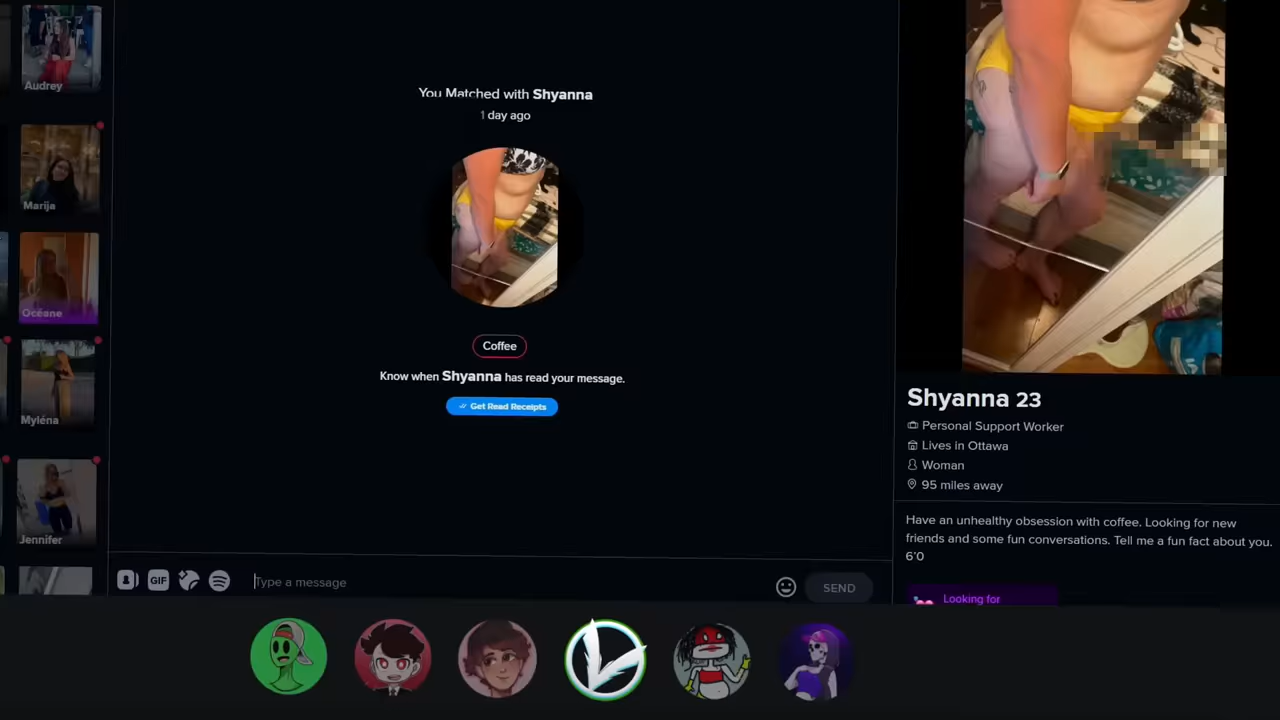 Audrey
Marija
Océane
Myléna
Jennifer
You Matched with Shyanna
1 day ago
Coffee
Know when Shyanna has read your message.
Get Read Receipts
GIF
Type a message
SEND
Shyanna 23
Personal Support Worker
Lives in Ottawa
Woman
95 miles away
Have an unhealthy obsession with coffee. Looking for new
friends and some fun conversations. Tell me a fun fact about you.
6'0
Looking for